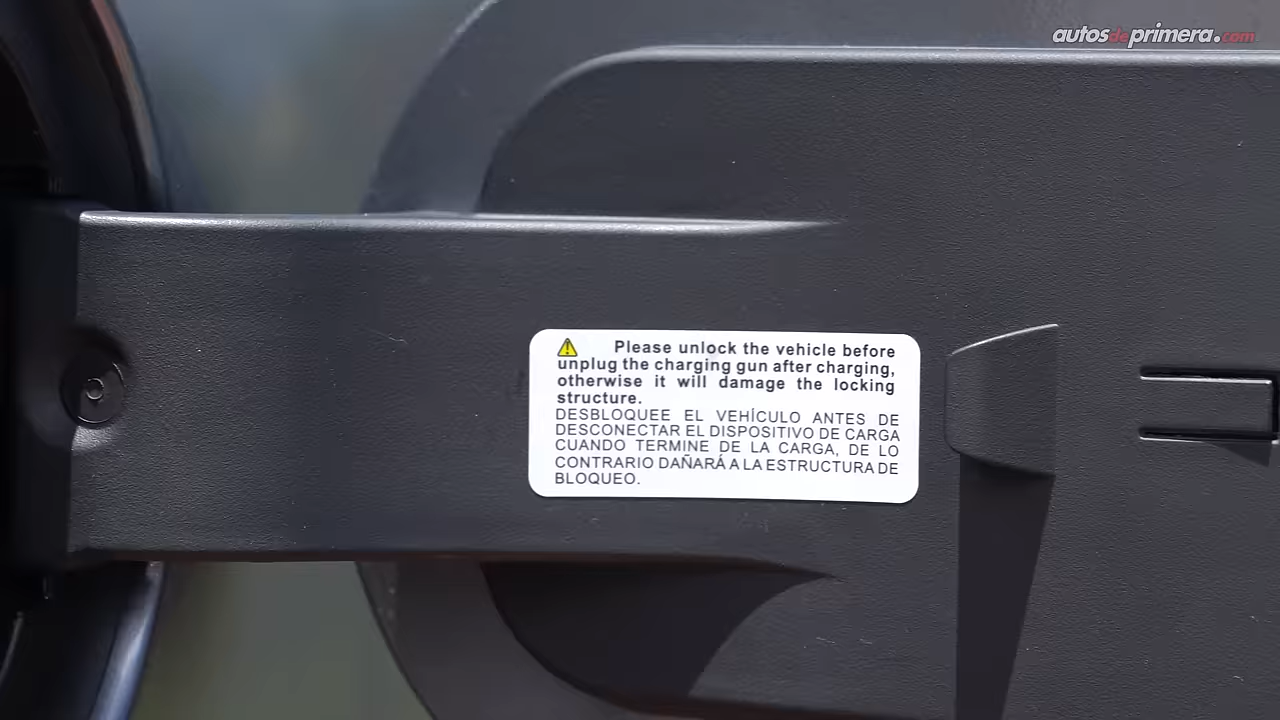 autosdeprimera.com
Please unlock the vehicle before
unplug the charging gun after charging,
otherwise it will damage the locking
structure.
DESBLOQUEE EL VEHÍCULO ANTES DE
DESCONECTAR EL DISPOSITIVO DE CARGA
CUANDO TERMINE DE LA CARGA, DE LO
CONTRARIO DAÑARÁ A LA ESTRUCTURA DE
BLOQUEO.